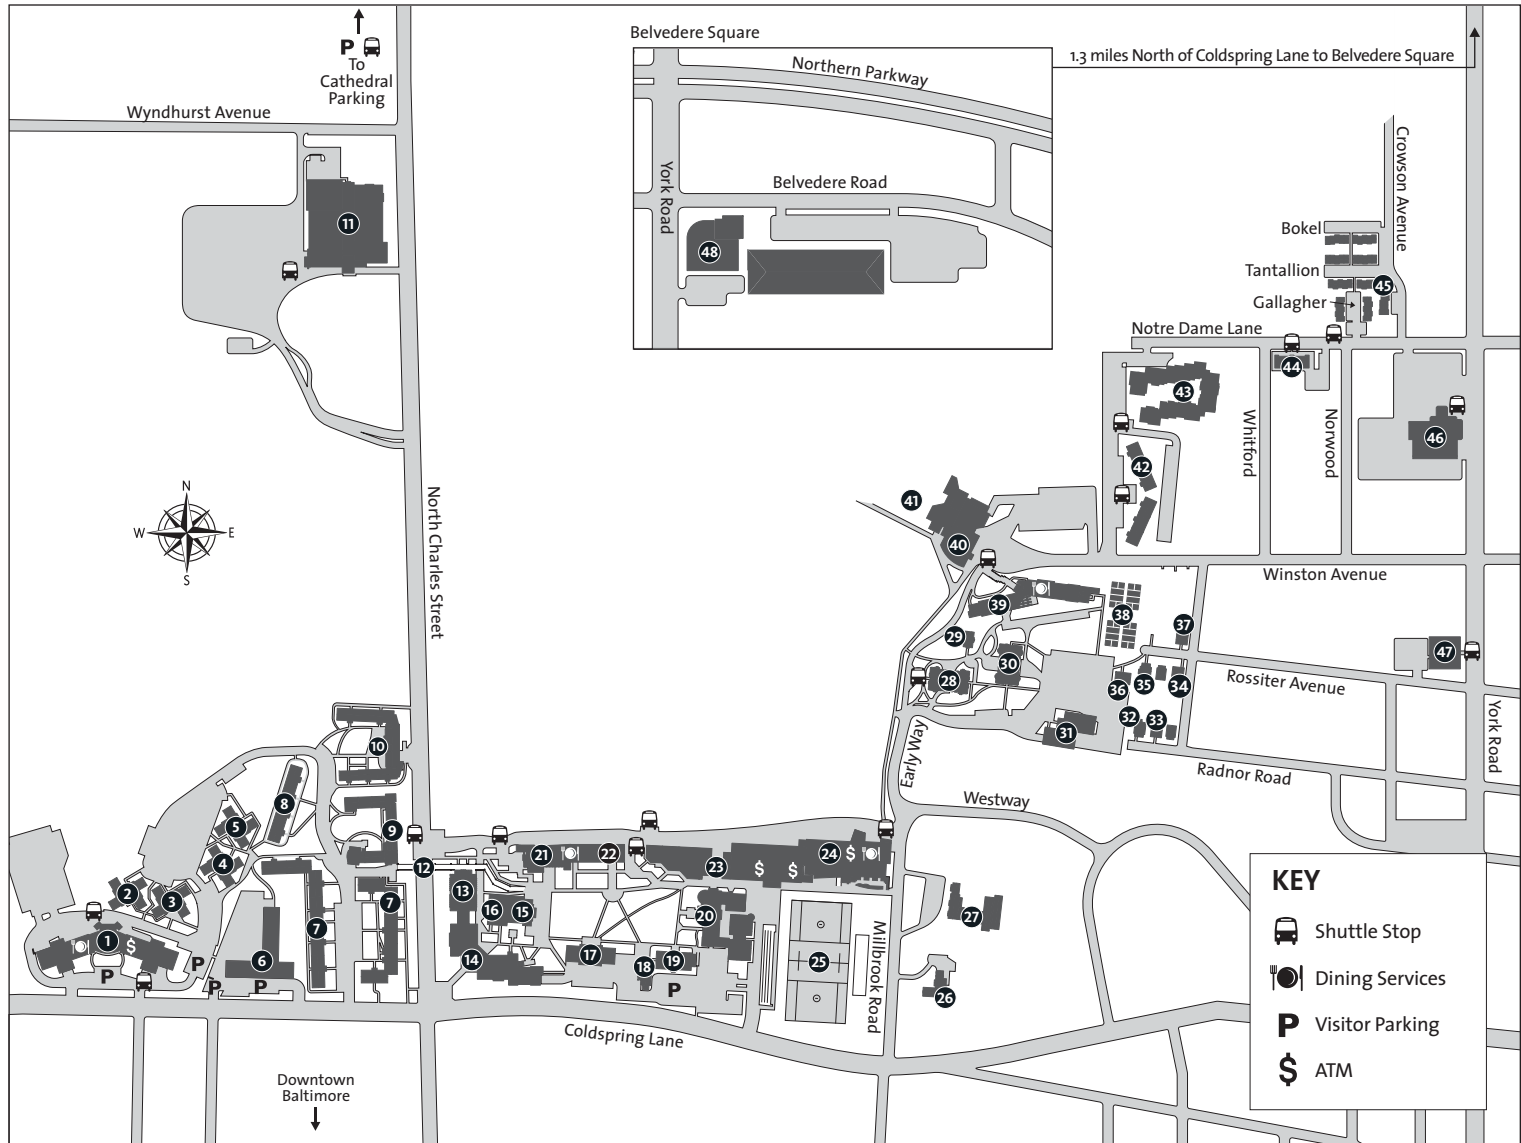 Belvedere Square
P
To
Cathedral
Parking
1.3 miles North of Coldspring Lane to Belvedere Square
Northern Parkway
Wyndhurst Avenue
Crowson Avenue
York Road
Belvedere Road
11
48
Bokel
Tantallion
45
Gallagher
Notre Dame Lane
44
43
Whitford
Norwood
46
42
N
W
E
S
North Charles Street
41
40
Winston Avenue
39
38
37
29
30
28
36
35
34
47
Rossiter Avenue
32
33
31
Early Way
York Road
Radnor Road
10
8
5
9
4
12
7
2
3
1
$
P
P
P
P
6
7
13
16
15
14
21
22
23
$
$
24
$
20
17
18
19
P
25
Millbrook Road
Westway
27
26
Coldspring Lane
Downtown
Baltimore
KEY
Shuttle Stop
Dining Services
P Visitor Parking
$ ATM